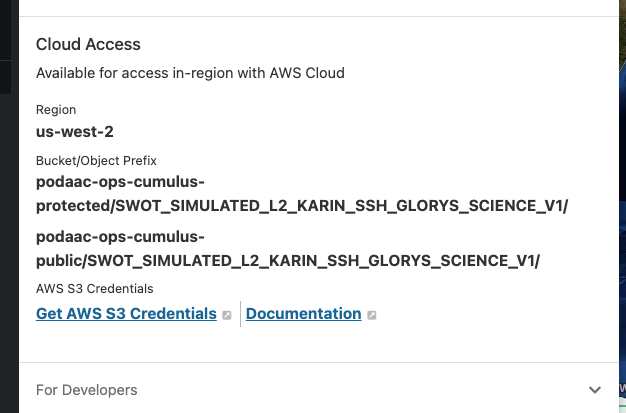 Cloud Access
Available for access in-region with AWS Cloud
Region
us-west-2
Bucket/Object Prefix
podaac-ops-cumulus-
protected/SWOT_SIMULATED_L2_KARIN_SSH_GLORYS_SCIENCE_V1/
podaac-ops-cumulus-
public/SWOT_SIMULATED_L2_KARIN_SSH_GLORYS_SCIENCE_V1/
AWS S3 Credentials
Get AWS S3 Credentials Documentation
For Developers